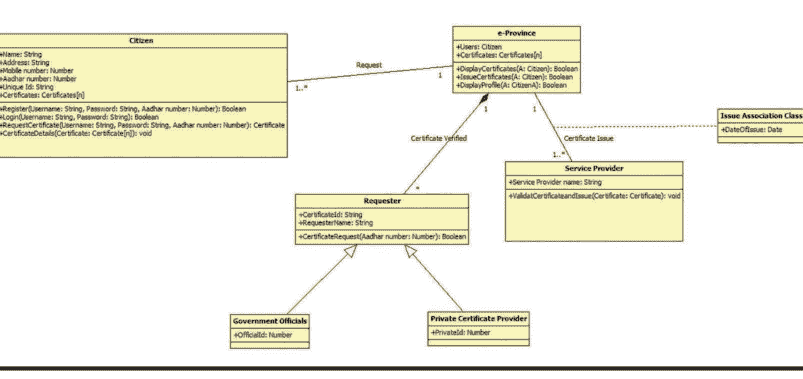 Citizen
+Name: String
+Address: String
+Mobile number: Number
+Aadhar number: Number
+Unique Id: String
+Certificates: Certificates[n]
+Register(Username: String, Password: String, Aadhar number: Number): Boolean
+Login(Username: String, Password: String): Boolean
+RequestCertificate(Username: String, Password: String, Aadhar number: Number): Certificate
+CertificateDetails(Certificate: Certificate[n]): void
Request
1..*
1
e-Province
+Users: Citizen
+Certificates: Certificates[n]
+DisplayCertificates(A: Citizen): Boolean
+IssueCertificates(A: Citizen): Boolean
+DisplayProfile(A: CitizenA): Boolean
1
1
Certificate Verified
*
Certificate Issue
1..*
Issue Association Class
+DateOfIssue: Date
Service Provider
+Service Provider name: String
+ValidatCertificateandIssue(Certificate: Certificate): void
Requester
+CertificateId: String
+RequesterName: String
+CertificateRequest(Aadhar number: Number): Boolean
Government Officials
+OfficialId: Number
Private Certificate Provider
+PrivateId: Number